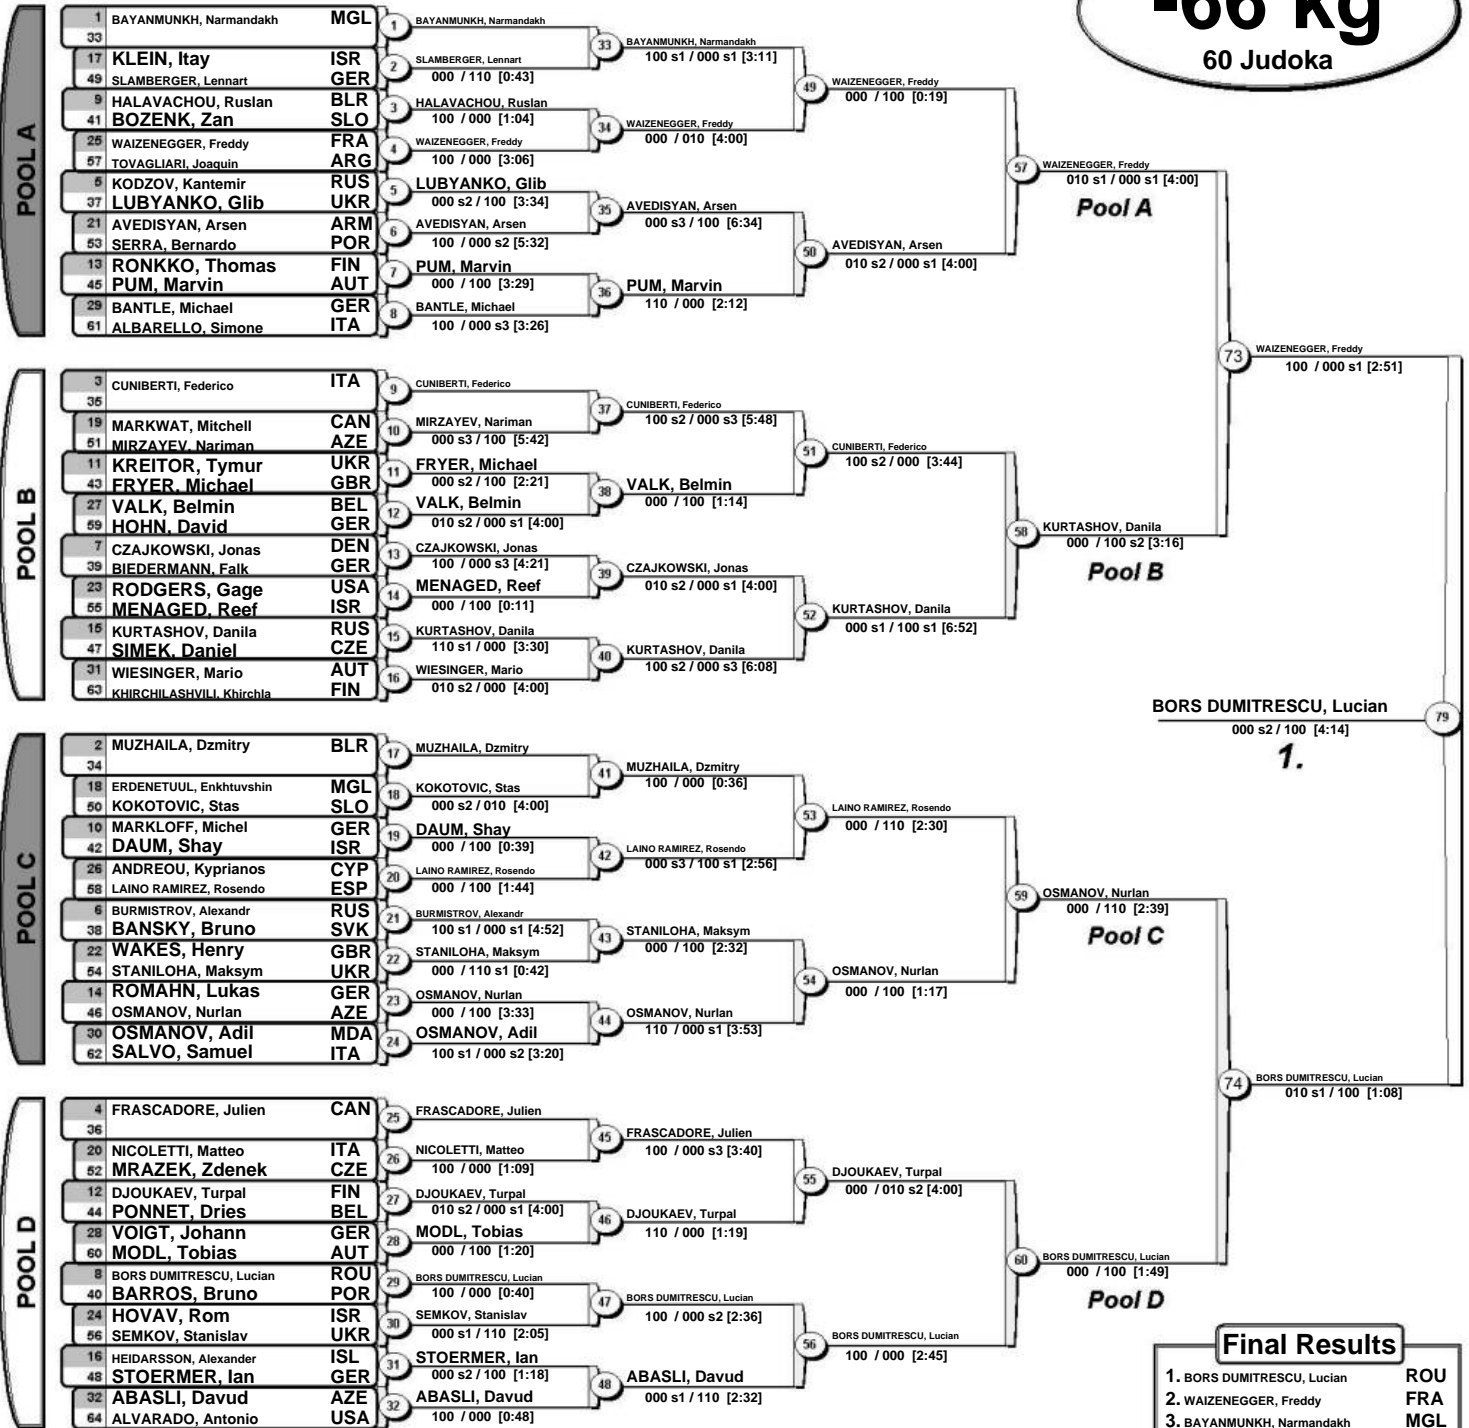 -66 kg
60 Judoka
POOL A
1 BAYANMUNKH, Narmandakh MGL
33
17 KLEIN, Itay ISR
49 SLAMBERGER, Lennart GER
9 HALAVACHOU, Ruslan BLR
41 BOZENK, Zan SLO
25 WAIZENEGGER, Freddy FRA
57 TOVAGLIARI, Joaquin ARG
5 KODZOV, Kantemir RUS
37 LUBYANKO, Glib UKR
21 AVEDISYAN, Arsen ARM
53 SERRA, Bernardo POR
13 RONKKO, Thomas FIN
45 PUM, Marvin AUT
29 BANTLE, Michael GER
61 ALBARELLO, Simone ITA
1 BAYANMUNKH, Narmandakh
2 SLAMBERGER, Lennart
000 / 110 [0:43]
3 HALAVACHOU, Ruslan
100 / 000 [1:04]
4 WAIZENEGGER, Freddy
100 / 000 [3:06]
5 LUBYANKO, Glib
000 s2 / 100 [3:34]
6 AVEDISYAN, Arsen
100 / 000 s2 [5:32]
7 PUM, Marvin
000 / 100 [3:29]
8 BANTLE, Michael
100 / 000 s3 [3:26]
33 BAYANMUNKH, Narmandakh
100 s1 / 000 s1 [3:11]
34 WAIZENEGGER, Freddy
000 / 010 [4:00]
35 AVEDISYAN, Arsen
000 s3 / 100 [6:34]
36 PUM, Marvin
110 / 000 [2:12]
49 WAIZENEGGER, Freddy
000 / 100 [0:19]
50 AVEDISYAN, Arsen
010 s2 / 000 s1 [4:00]
57 WAIZENEGGER, Freddy
010 s1 / 000 s1 [4:00]
Pool A
POOL B
3 CUNIBERTI, Federico ITA
35
19 MARKWAT, Mitchell CAN
51 MIRZAYEV, Nariman AZE
11 KREITOR, Tymur UKR
43 FRYER, Michael GBR
27 VALK, Belmin BEL
59 HOHN, David GER
7 CZAJKOWSKI, Jonas DEN
39 BIEDERMANN, Falk GER
23 RODGERS, Gage USA
55 MENAGED, Reef ISR
15 KURTASHOV, Danila RUS
47 SIMEK, Daniel CZE
31 WIESINGER, Mario AUT
63 KHIRCHILASHVILI, Khirchla FIN
9 CUNIBERTI, Federico
10 MIRZAYEV, Nariman
000 s3 / 100 [5:42]
11 FRYER, Michael
000 s2 / 100 [2:21]
12 VALK, Belmin
010 s2 / 000 s1 [4:00]
13 CZAJKOWSKI, Jonas
100 / 000 s3 [4:21]
14 MENAGED, Reef
000 / 100 [0:11]
15 KURTASHOV, Danila
110 s1 / 000 [3:30]
16 WIESINGER, Mario
010 s2 / 000 [4:00]
37 CUNIBERTI, Federico
100 s2 / 000 s3 [5:48]
38 VALK, Belmin
000 / 100 [1:14]
39 CZAJKOWSKI, Jonas
010 s2 / 000 s1 [4:00]
40 KURTASHOV, Danila
100 s2 / 000 s3 [6:08]
51 CUNIBERTI, Federico
100 s2 / 000 [3:44]
52 KURTASHOV, Danila
000 s1 / 100 s1 [6:52]
58 KURTASHOV, Danila
000 / 100 s2 [3:16]
Pool B
73 WAIZENEGGER, Freddy
100 / 000 s1 [2:51]
BORS DUMITRESCU, Lucian 79
000 s2 / 100 [4:14]
1.
POOL C
2 MUZHAILA, Dzmitry BLR
34
18 ERDENETUUL, Enkhtuvshin MGL
50 KOKOTOVIC, Stas SLO
10 MARKLOFF, Michel GER
42 DAUM, Shay ISR
26 ANDREOU, Kyprianos CYP
58 LAINO RAMIREZ, Rosendo ESP
6 BURMISTROV, Alexandr RUS
38 BANSKY, Bruno SVK
22 WAKES, Henry GBR
54 STANILOHA, Maksym UKR
14 ROMAHN, Lukas GER
46 OSMANOV, Nurlan AZE
30 OSMANOV, Adil MDA
62 SALVO, Samuel ITA
17 MUZHAILA, Dzmitry
18 KOKOTOVIC, Stas
000 s2 / 010 [4:00]
19 DAUM, Shay
000 / 100 [0:39]
20 LAINO RAMIREZ, Rosendo
000 / 100 [1:44]
21 BURMISTROV, Alexandr
100 s1 / 000 s1 [4:52]
22 STANILOHA, Maksym
000 / 110 s1 [0:42]
23 OSMANOV, Nurlan
000 / 100 [3:33]
24 OSMANOV, Adil
100 s1 / 000 s2 [3:20]
41 MUZHAILA, Dzmitry
100 / 000 [0:36]
42 LAINO RAMIREZ, Rosendo
000 s3 / 100 s1 [2:56]
43 STANILOHA, Maksym
000 / 100 [2:32]
44 OSMANOV, Nurlan
110 / 000 s1 [3:53]
53 LAINO RAMIREZ, Rosendo
000 / 110 [2:30]
54 OSMANOV, Nurlan
000 / 100 [1:17]
59 OSMANOV, Nurlan
000 / 110 [2:39]
Pool C
POOL D
4 FRASCADORE, Julien CAN
36
20 NICOLETTI, Matteo ITA
52 MRAZEK, Zdenek CZE
12 DJOUKAEV, Turpal FIN
44 PONNET, Dries BEL
28 VOIGT, Johann GER
60 MODL, Tobias AUT
8 BORS DUMITRESCU, Lucian ROU
40 BARROS, Bruno POR
24 HOVAV, Rom ISR
56 SEMKOV, Stanislav UKR
16 HEIDARSSON, Alexander ISL
48 STOERMER, Ian GER
32 ABASLI, Davud AZE
64 ALVARADO, Antonio USA
25 FRASCADORE, Julien
26 NICOLETTI, Matteo
100 / 000 [1:09]
27 DJOUKAEV, Turpal
010 s2 / 000 s1 [4:00]
28 MODL, Tobias
000 / 100 [1:20]
29 BORS DUMITRESCU, Lucian
100 / 000 [0:40]
30 SEMKOV, Stanislav
000 s1 / 110 [2:05]
31 STOERMER, Ian
000 s2 / 100 [1:18]
32 ABASLI, Davud
100 / 000 [0:48]
45 FRASCADORE, Julien
100 / 000 s3 [3:40]
46 DJOUKAEV, Turpal
110 / 000 [1:19]
47 BORS DUMITRESCU, Lucian
100 / 000 s2 [2:36]
48 ABASLI, Davud
000 s1 / 110 [2:32]
55 DJOUKAEV, Turpal
000 / 010 s2 [4:00]
56 BORS DUMITRESCU, Lucian
100 / 000 [2:45]
60 BORS DUMITRESCU, Lucian
000 / 100 [1:49]
Pool D
74 BORS DUMITRESCU, Lucian
010 s1 / 100 [1:08]
Final Results
1. BORS DUMITRESCU, Lucian ROU
2. WAIZENEGGER, Freddy FRA
3. BAYANMUNKH, Narmandakh MGL